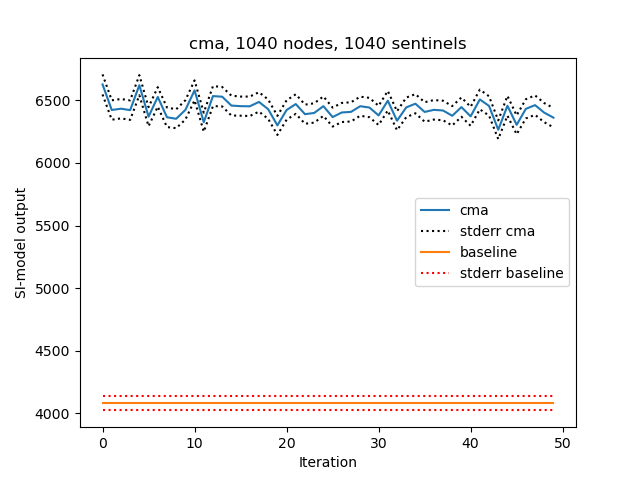 cma, 1040 nodes, 1040 sentinels
SI-model output
6500
6000
5500
5000
4500
4000
cma
stderr cma
baseline
stderr baseline
0 10 20 30 40 50
Iteration